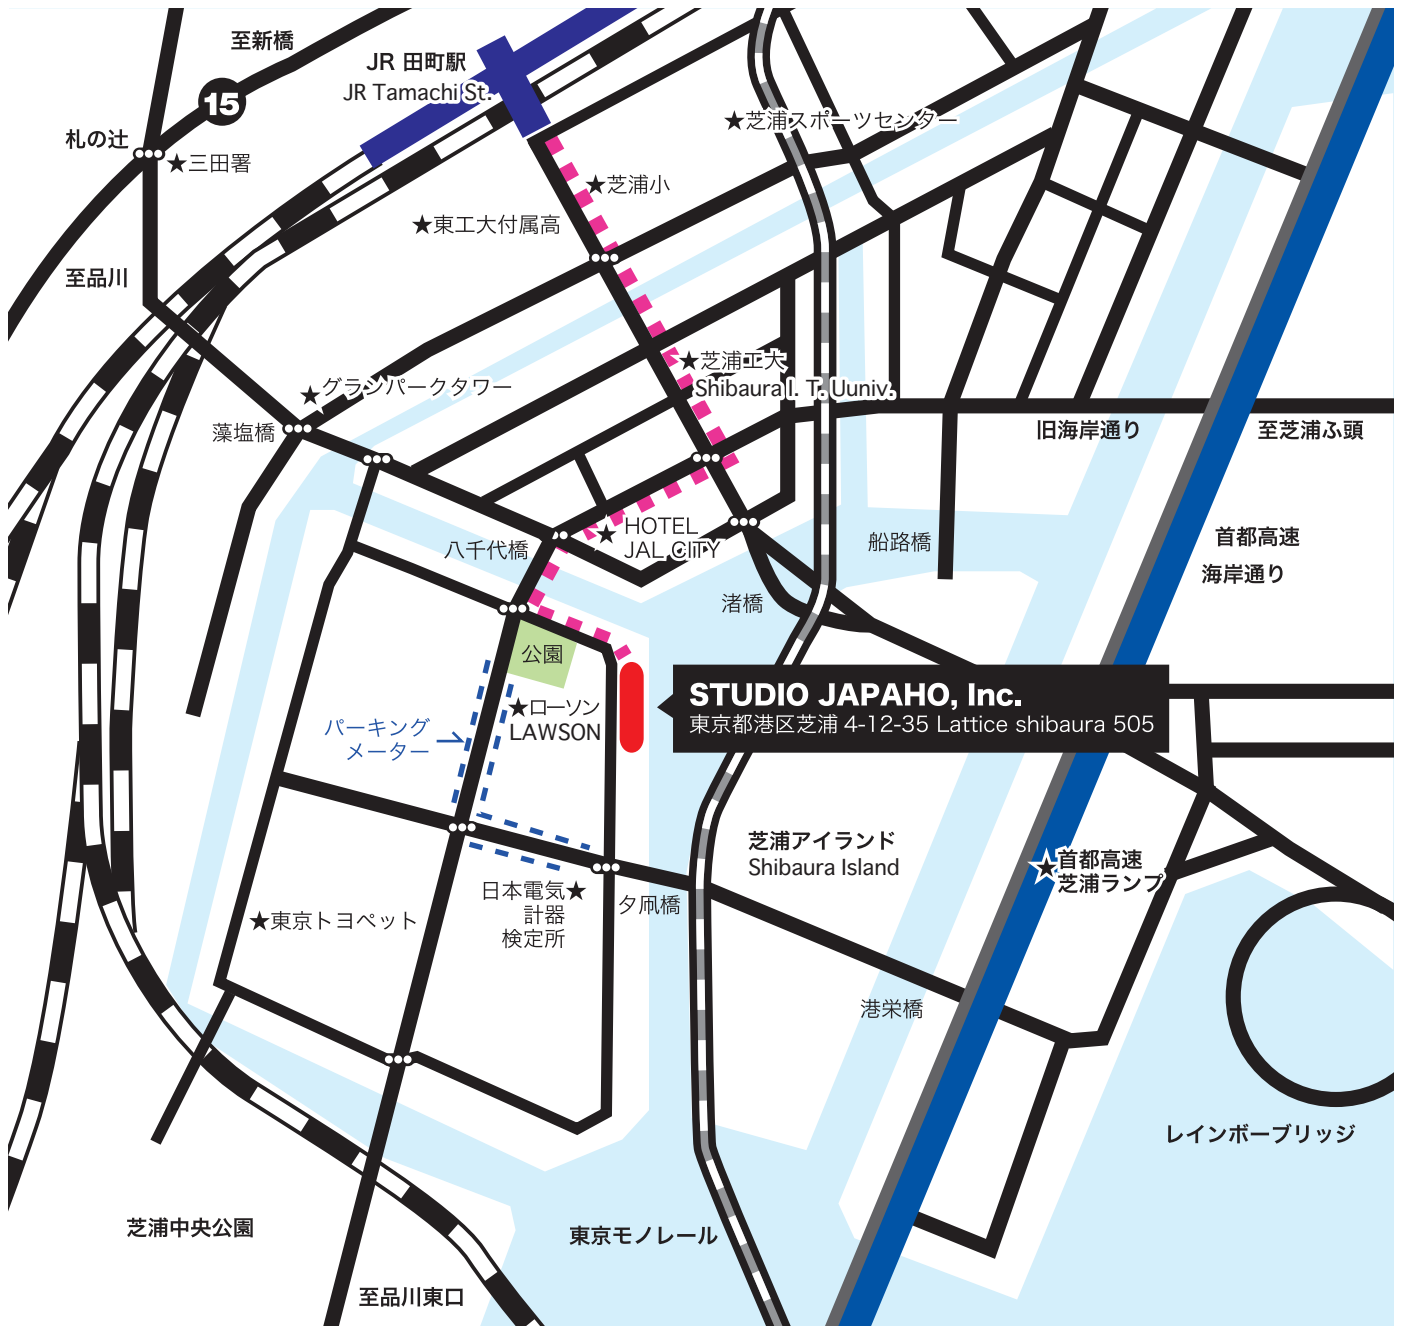 至新橋
JR 田町駅
JR Tamachi St.
15
札の辻
★三田署
★芝浦スポーツセンター
★芝浦小
★東工大付属高
至品川
★芝浦工大
Shibaura I. T. Uuniv.
★グランパークタワー
藻塩橋
旧海岸通り
至芝浦ふ頭
★HOTEL
JAL CITY
八千代橋
船路橋
首都高速
海岸通り
渚橋
公園
STUDIO JAPAHO, Inc.
東京都港区芝浦 4-12-35 Lattice shibaura 505
★ローソン
LAWSON
パーキング
メーター
芝浦アイランド
Shibaura Island
★首都高速
芝浦ランプ
日本電気★
計器
検定所
夕凪橋
★東京トヨペット
港栄橋
レインボーブリッジ
芝浦中央公園
東京モノレール
至品川東口